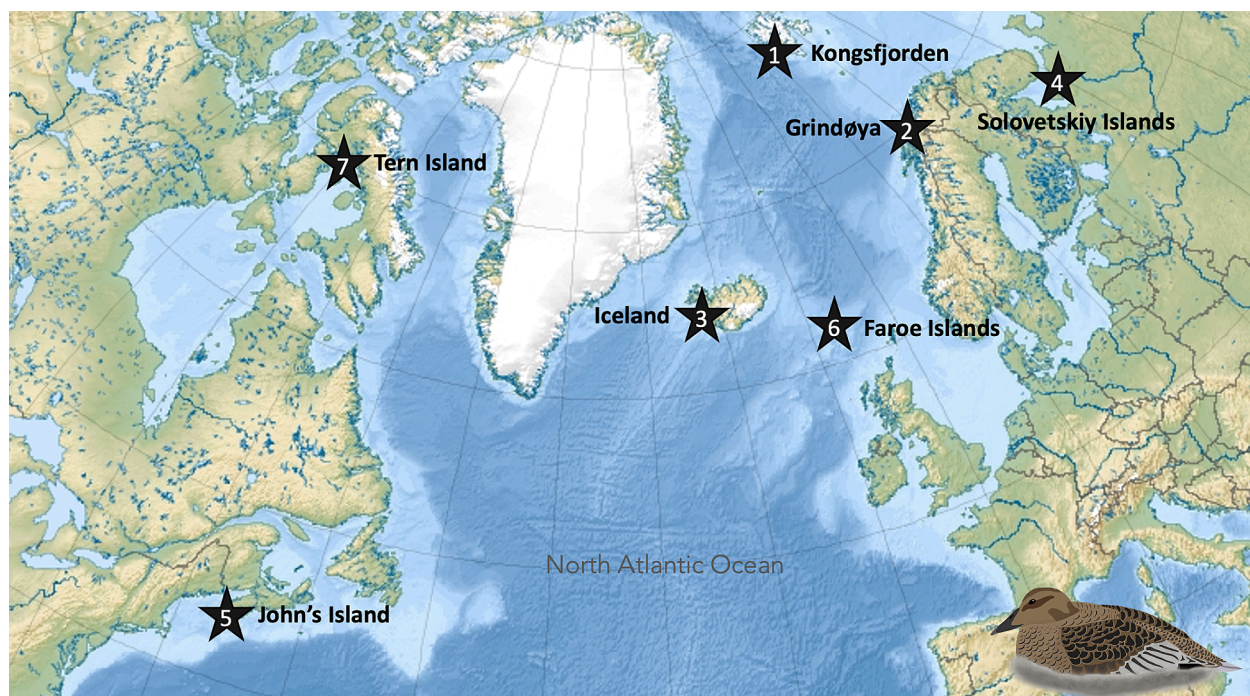 1 Kongsfjorden
4
Solovetskiy Islands
Grindøya 2
7 Tern Island
Iceland 3
6 Faroe Islands
North Atlantic Ocean
5 John's Island